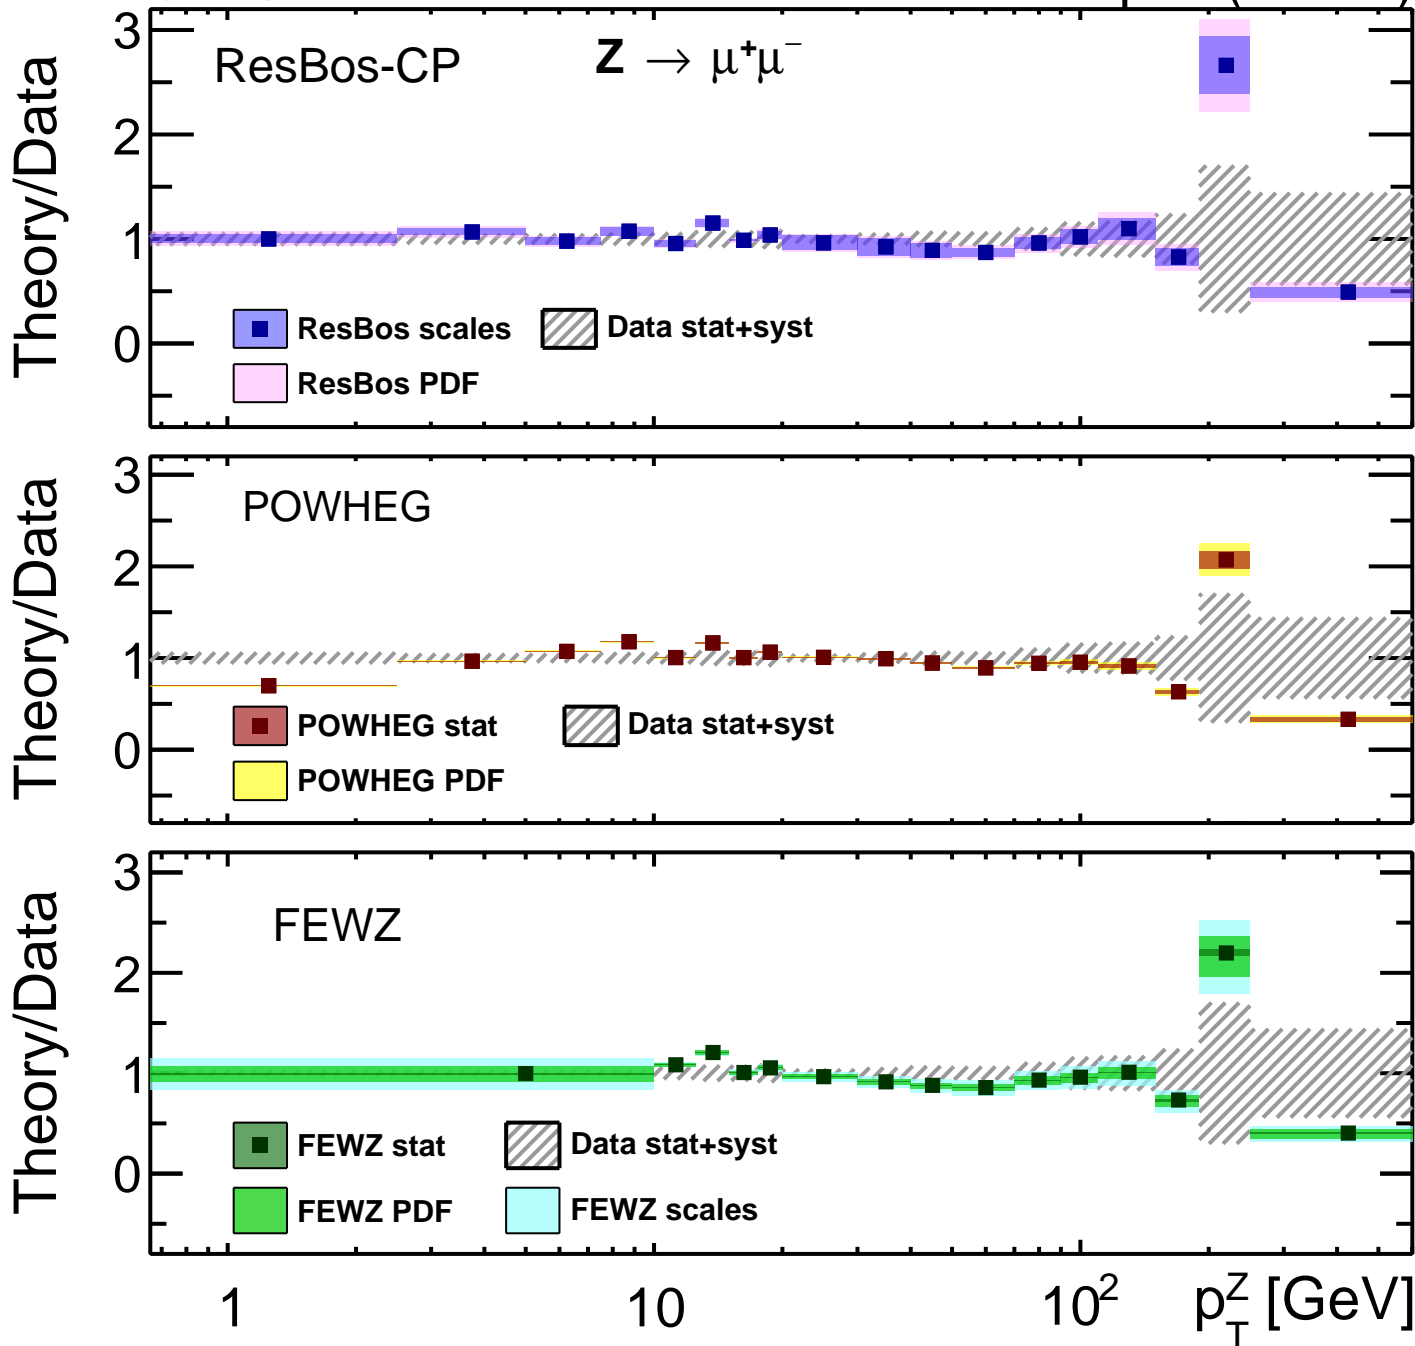 ResBos-CP
Z → μ⁺μ⁻
Theory/Data
3
2
1
0
ResBos scales
Data stat+syst
ResBos PDF
POWHEG
Theory/Data
3
2
1
0
POWHEG stat
Data stat+syst
POWHEG PDF
FEWZ
Theory/Data
3
2
1
0
FEWZ stat
Data stat+syst
FEWZ PDF
FEWZ scales
1
10
10²
p_T^Z [GeV]